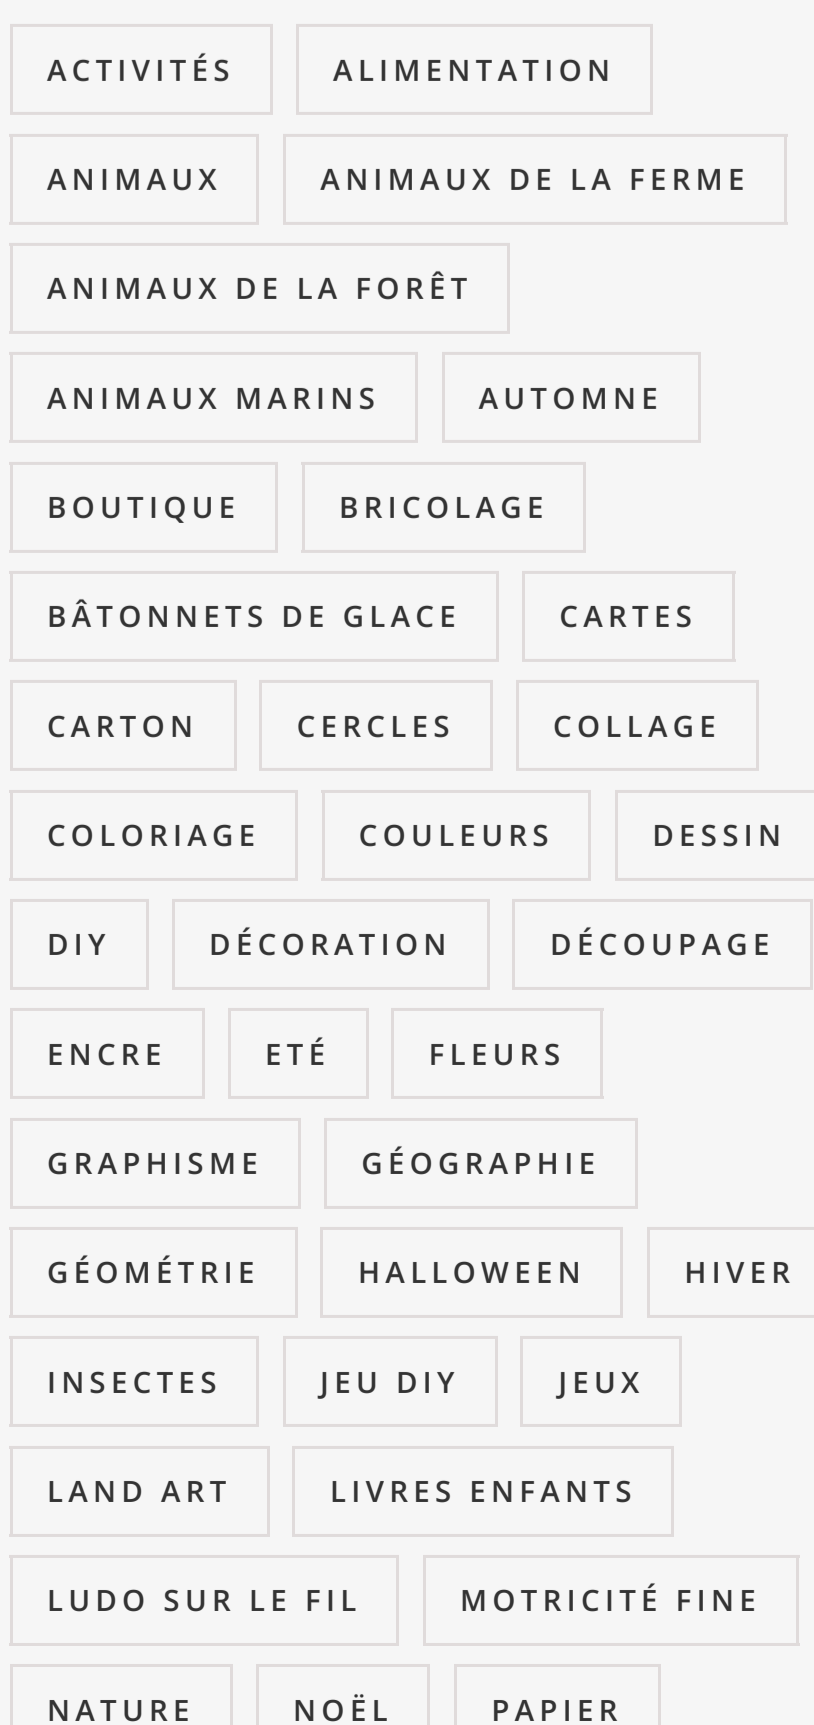 ACTIVITÉS ALIMENTATION
ANIMAUX ANIMAUX DE LA FERME
ANIMAUX DE LA FORÊT
ANIMAUX MARINS AUTOMNE
BOUTIQUE BRICOLAGE
BÂTONNETS DE GLACE CARTES
CARTON CERCLES COLLAGE
COLORIAGE COULEURS DESSIN
DIY DÉCORATION DÉCOUPAGE
ENCRE ETÉ FLEURS
GRAPHISME GÉOGRAPHIE
GÉOMÉTRIE HALLOWEEN HIVER
INSECTES JEU DIY JEUX
LAND ART LIVRES ENFANTS
LUDO SUR LE FIL MOTRICITÉ FINE
NATURE NOËL PAPIER